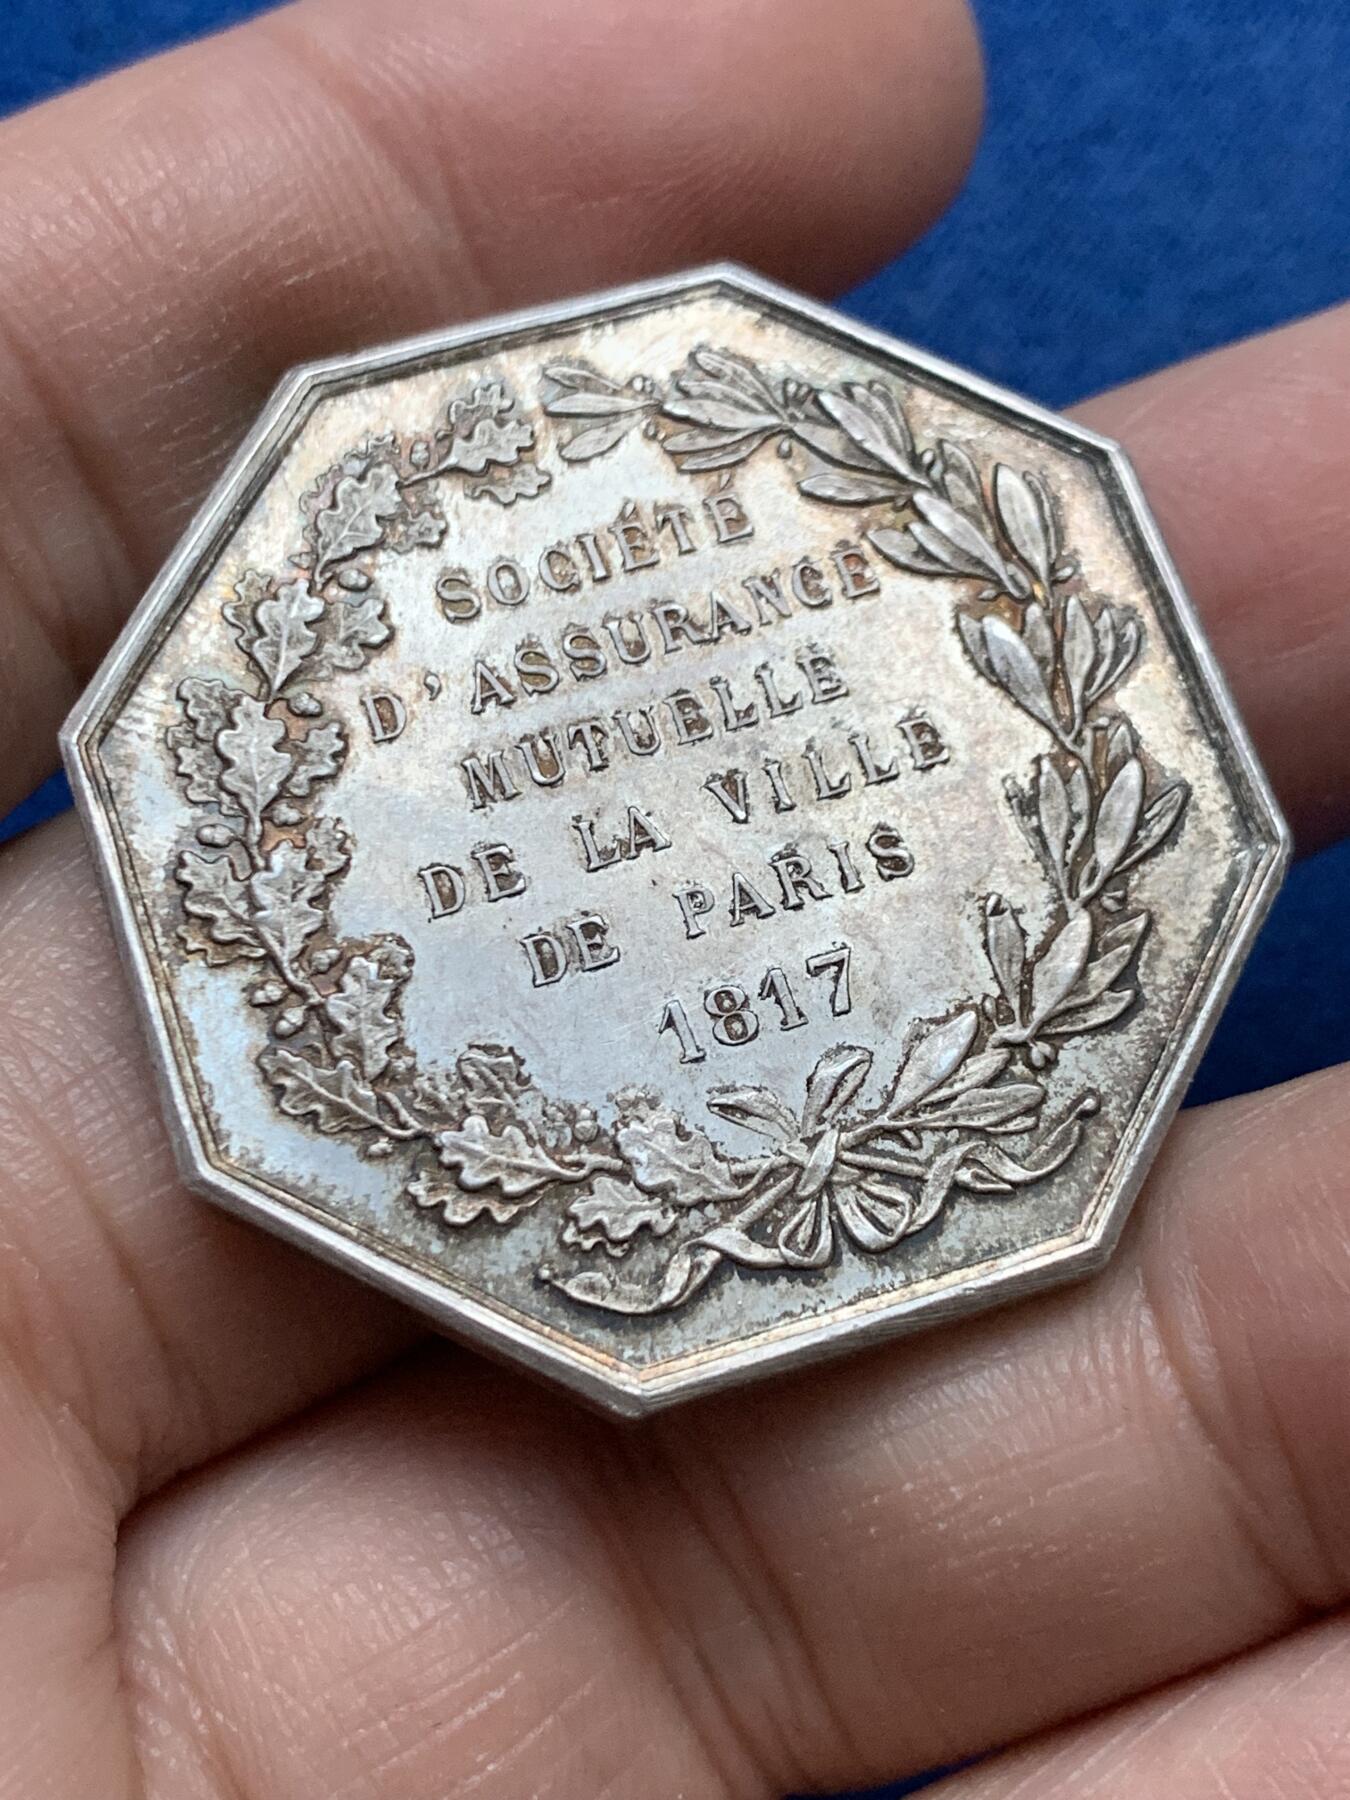 SOCIÉTÉ
D'ASSURANCE
MUTUELLE
DE LA VILLE
DE PARIS
1817